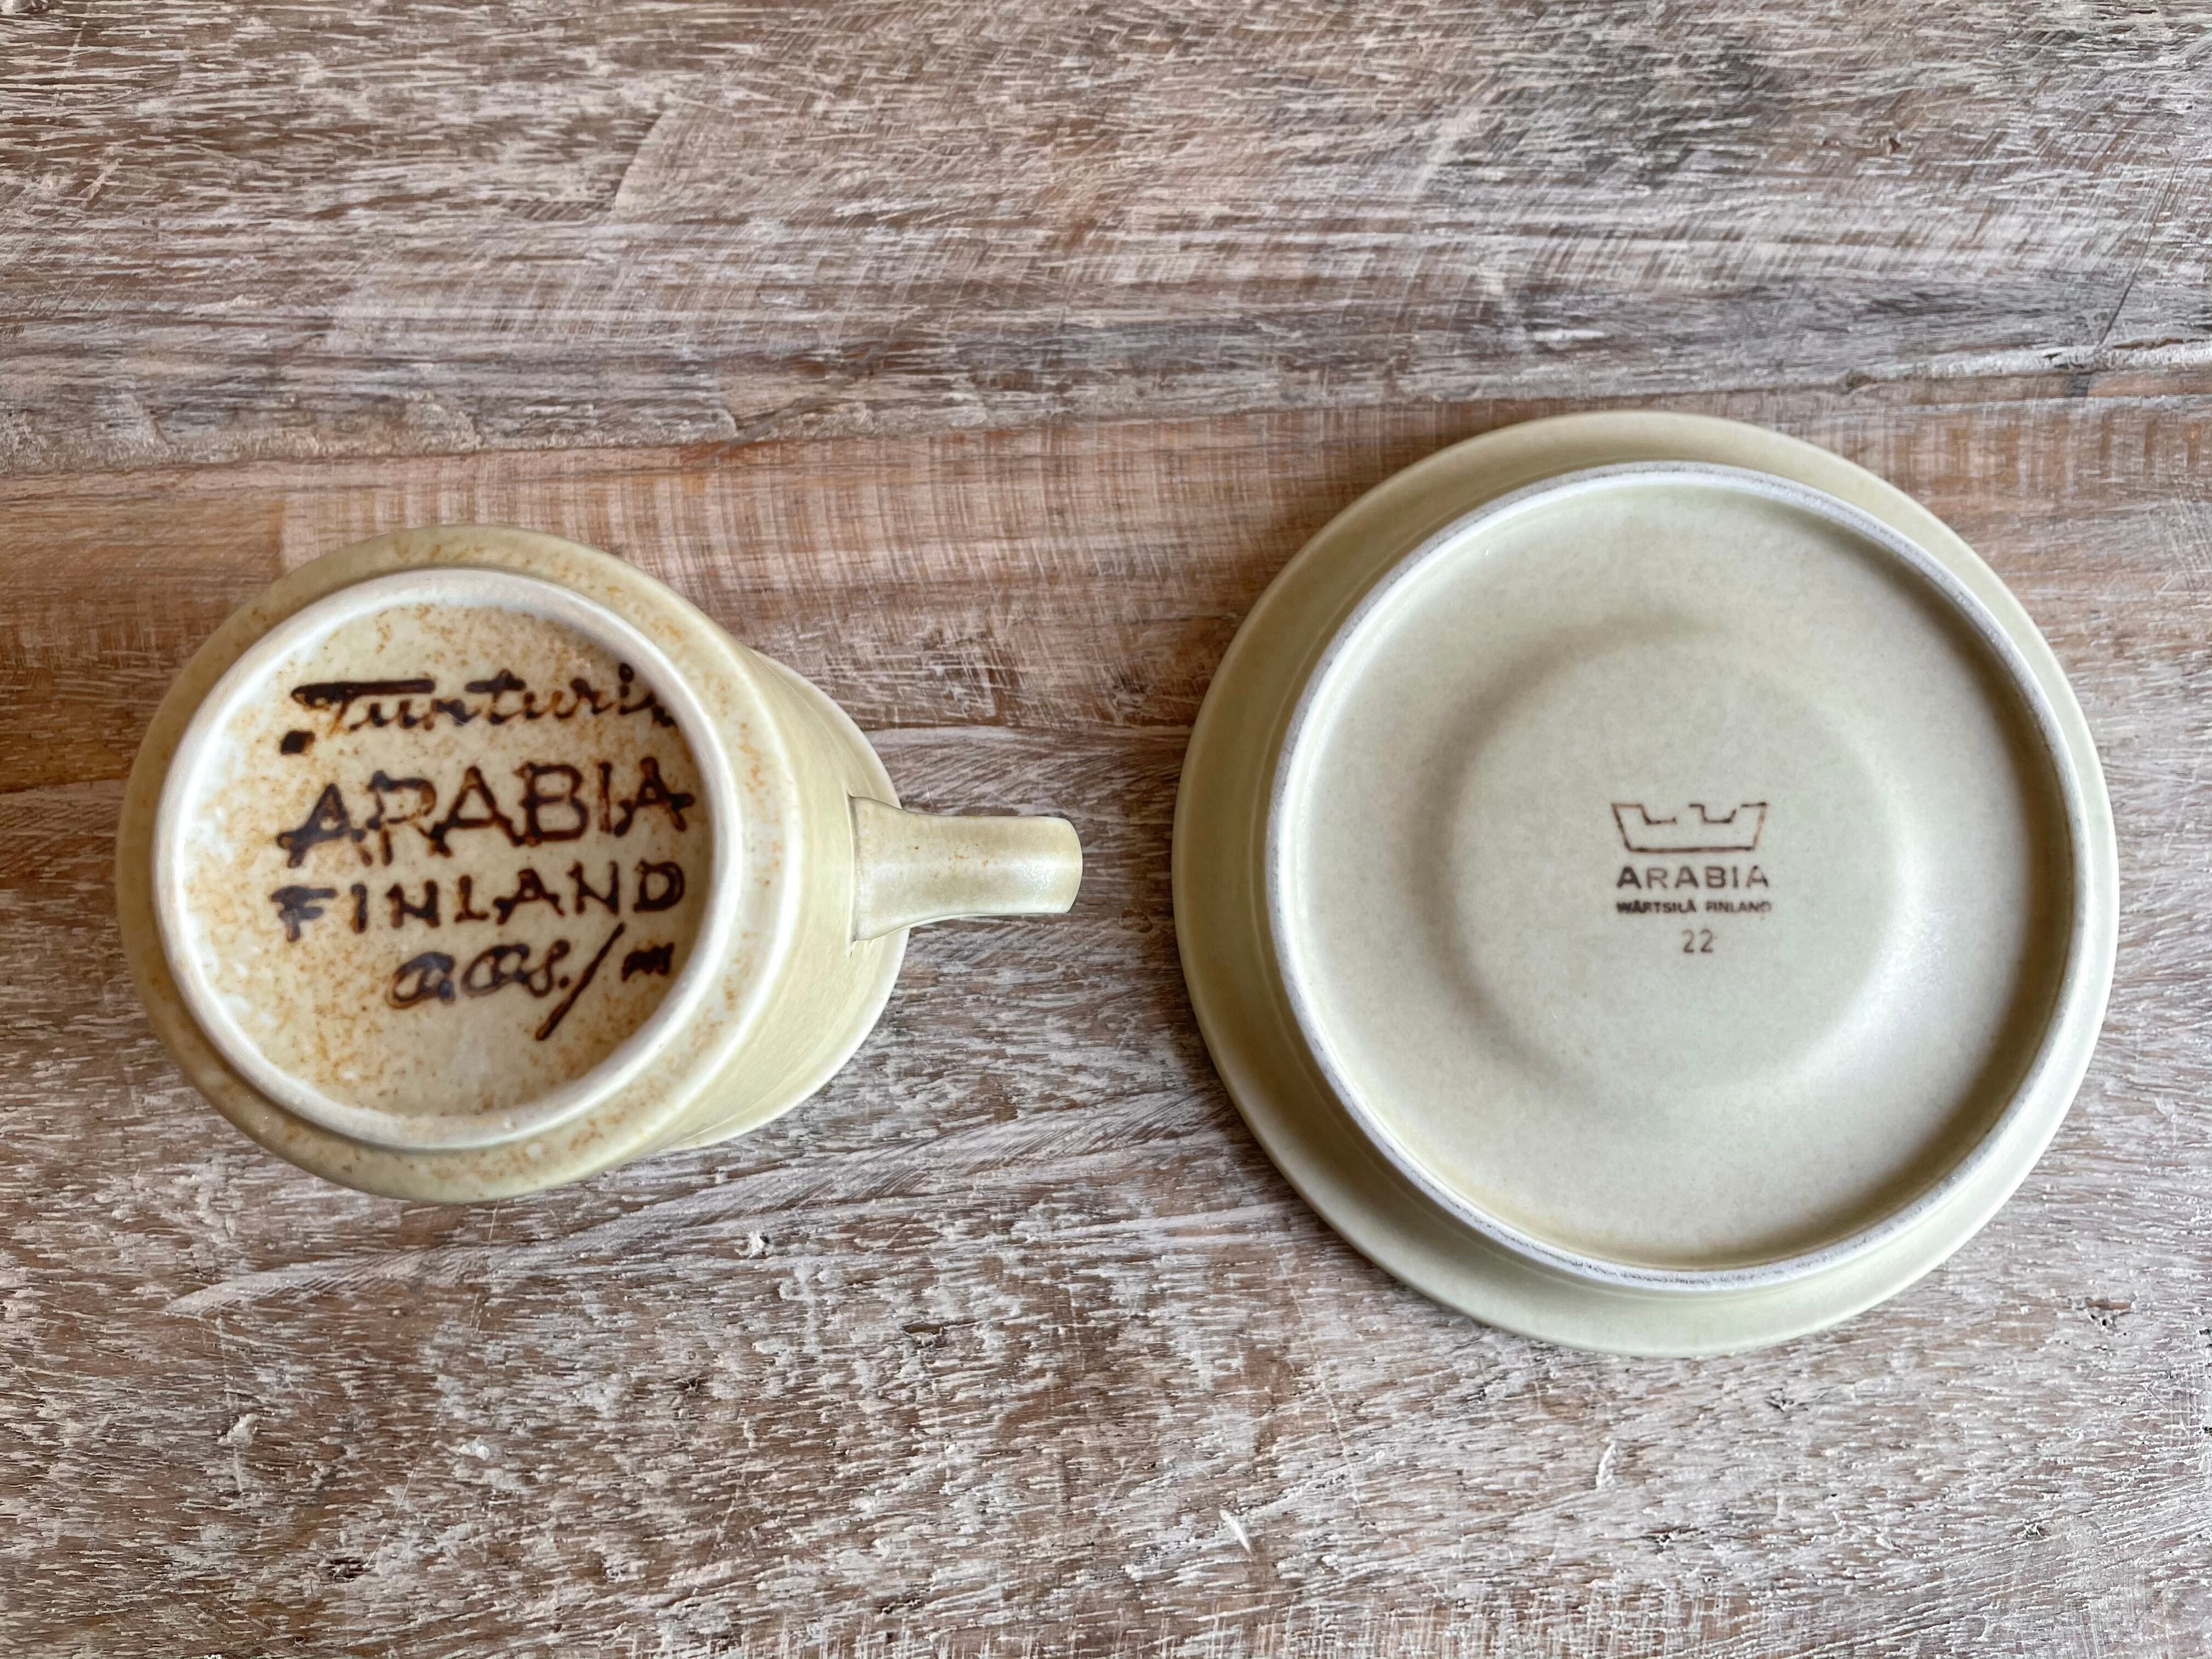 Tunturi
ARABIA
FINLAND
ARABIA
WÄRTSILÄ FINLAND
22